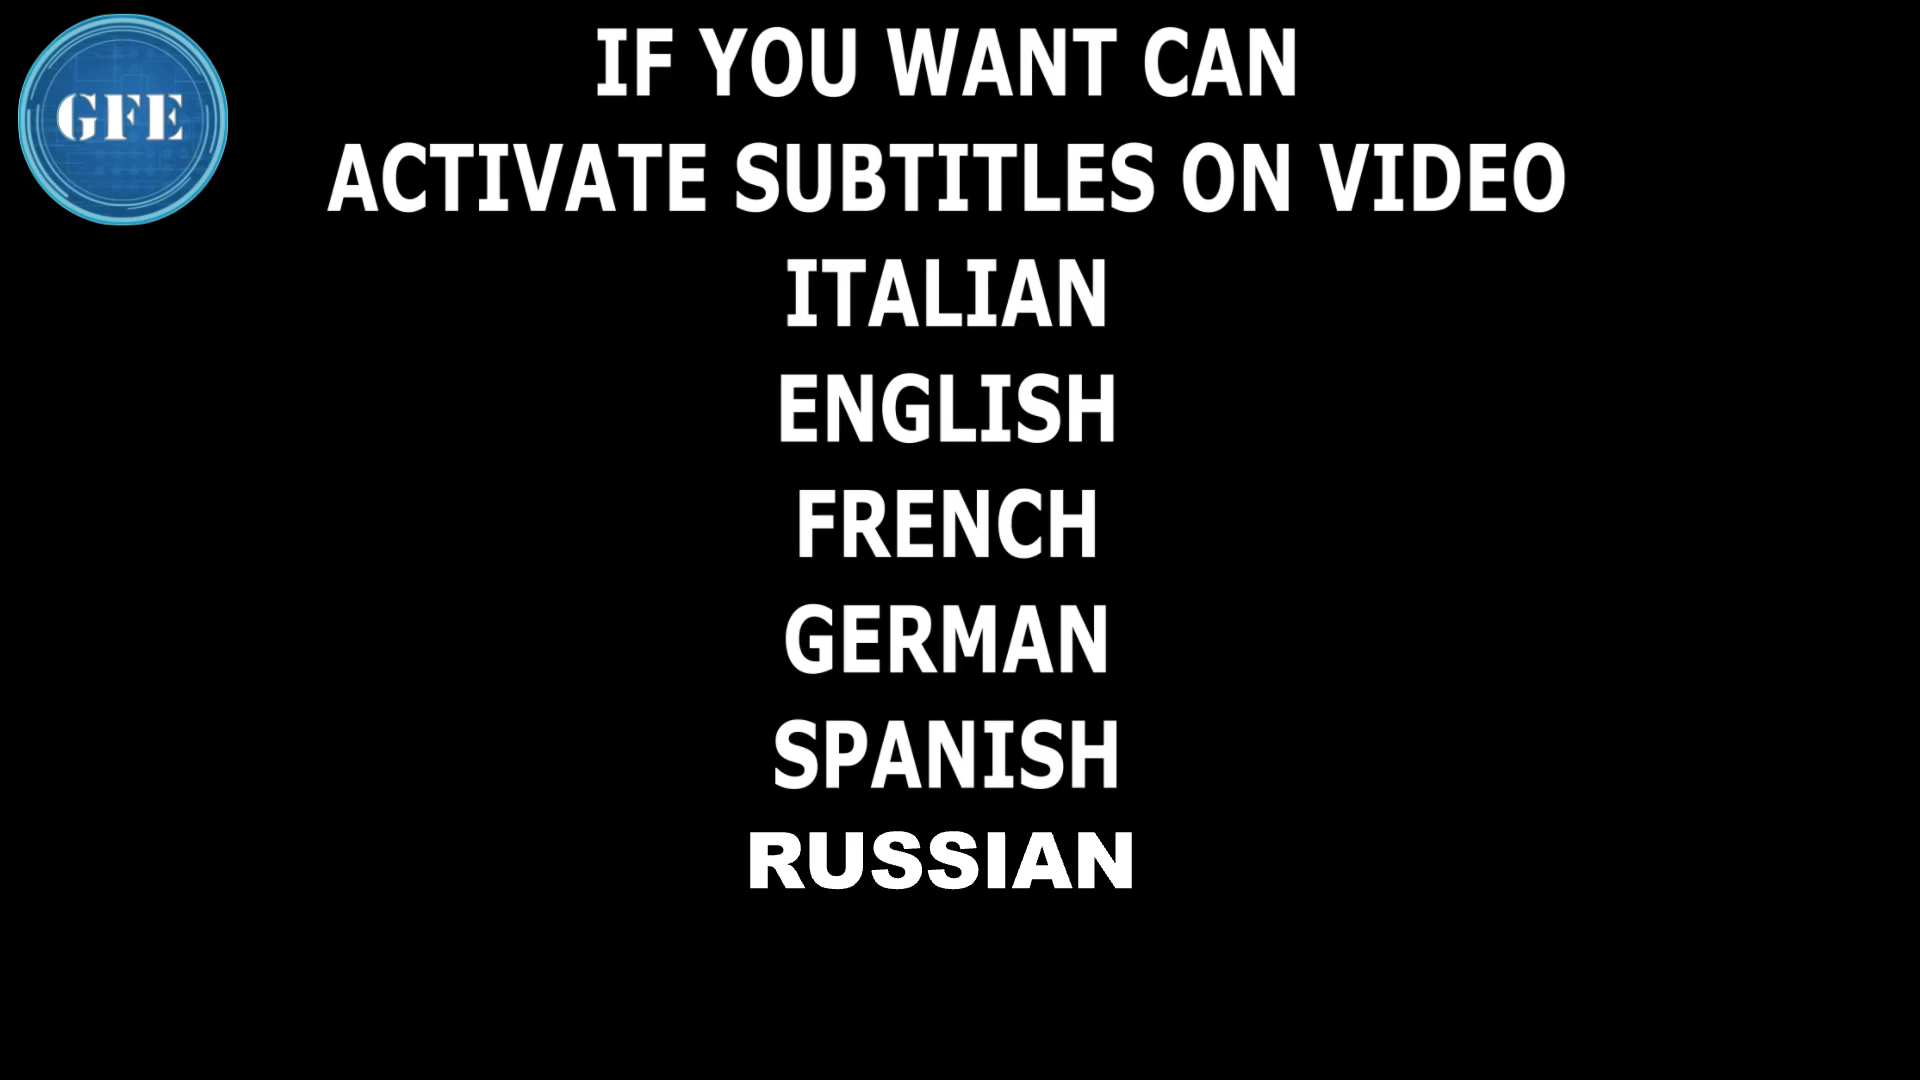 GFE
IF YOU WANT CAN
ACTIVATE SUBTITLES ON VIDEO
ITALIAN
ENGLISH
FRENCH
GERMAN
SPANISH
RUSSIAN